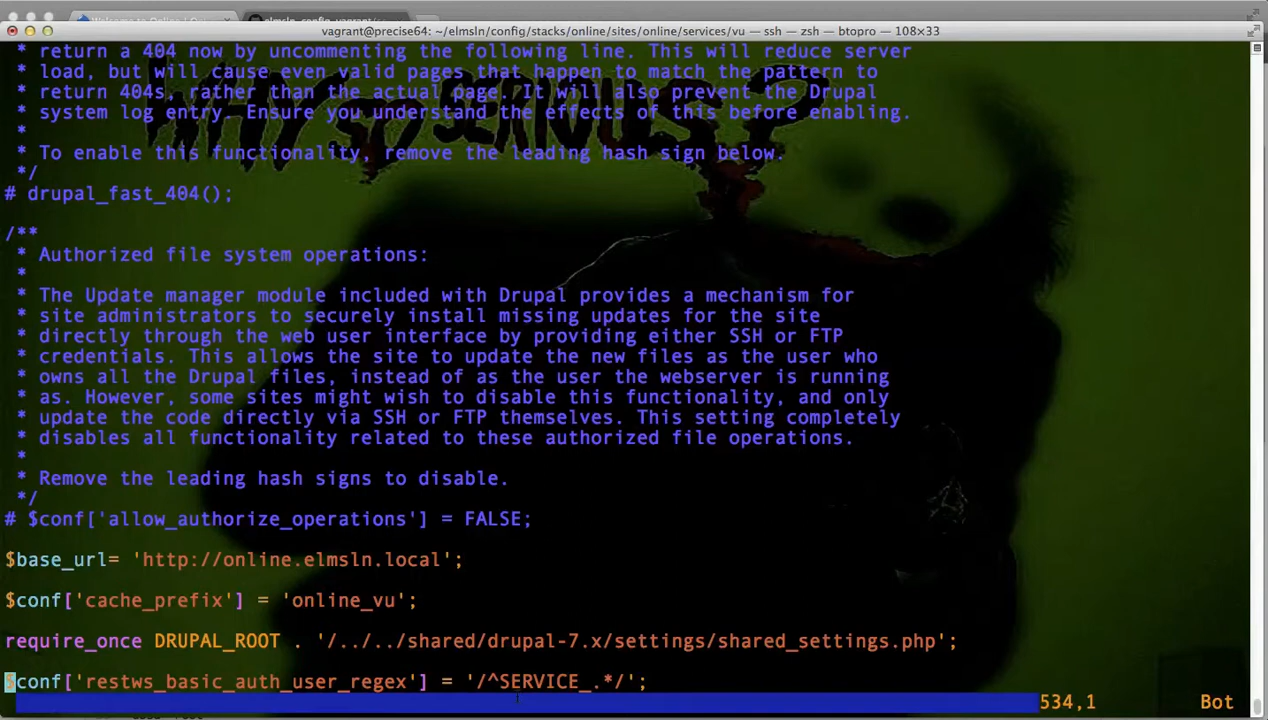 vagrant@precise64: ~/elmsln/config/stacks/online/sites/online/services/vu — ssh — zsh — btopro — 108×33
* return a 404 now by uncommenting the following line. This will reduce server
* load, but will cause even valid pages that happen to match the pattern to
* return 404s, rather than the actual page. It will also prevent the Drupal
* system log entry. Ensure you understand the effects of this before enabling.
*
* To enable this functionality, remove the leading hash sign below.
*/
# drupal_fast_404();
/**
* Authorized file system operations:
*
* The Update manager module included with Drupal provides a mechanism for
* site administrators to securely install missing updates for the site
* directly through the web user interface by providing either SSH or FTP
* credentials. This allows the site to update the new files as the user who
* owns all the Drupal files, instead of as the user the webserver is running
* as. However, some sites might wish to disable this functionality, and only
* update the code directly via SSH or FTP themselves. This setting completely
* disables all functionality related to these authorized file operations.
*
* Remove the leading hash signs to disable.
*/
# $conf['allow_authorize_operations'] = FALSE;
$base_url= 'http://online.elmsln.local';
$conf['cache_prefix'] = 'online_vu';
require_once DRUPAL_ROOT . '/../../shared/drupal-7.x/settings/shared_settings.php';
$conf['restws_basic_auth_user_regex'] = '/^SERVICE_.*/';
534,1 Bot
WHY SO SERIOUS?